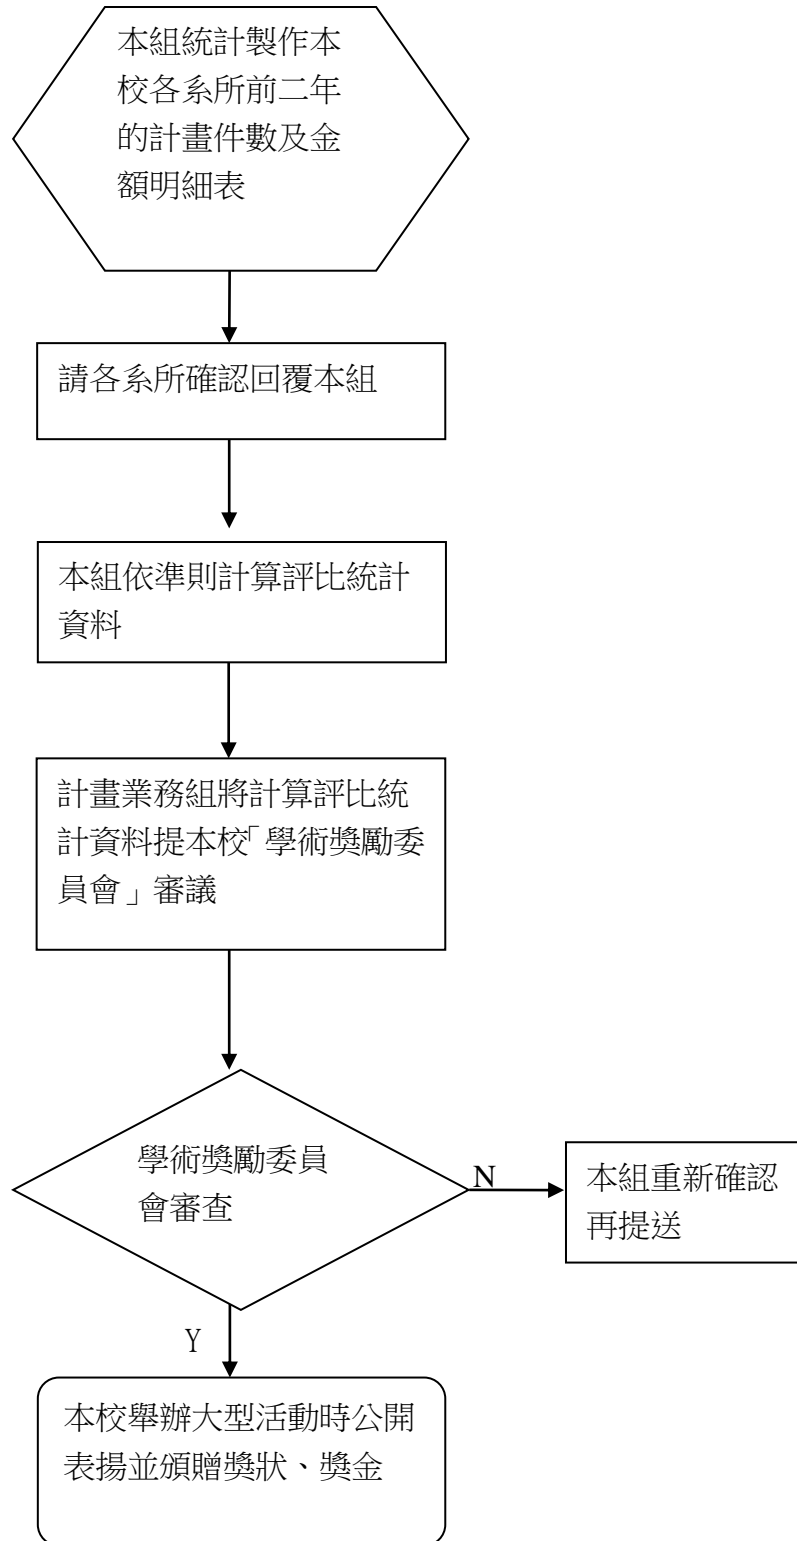 本組統計製作本
校各系所前二年
的計畫件數及金
額明細表
請各系所確認回覆本組
本組依準則計算評比統計
資料
計畫業務組將計算評比統
計資料提本校「學術獎勵委
員會」審議
學術獎勵委員
會審查
N
本組重新確認
再提送
Y
本校舉辦大型活動時公開
表揚並頒贈獎狀、獎金